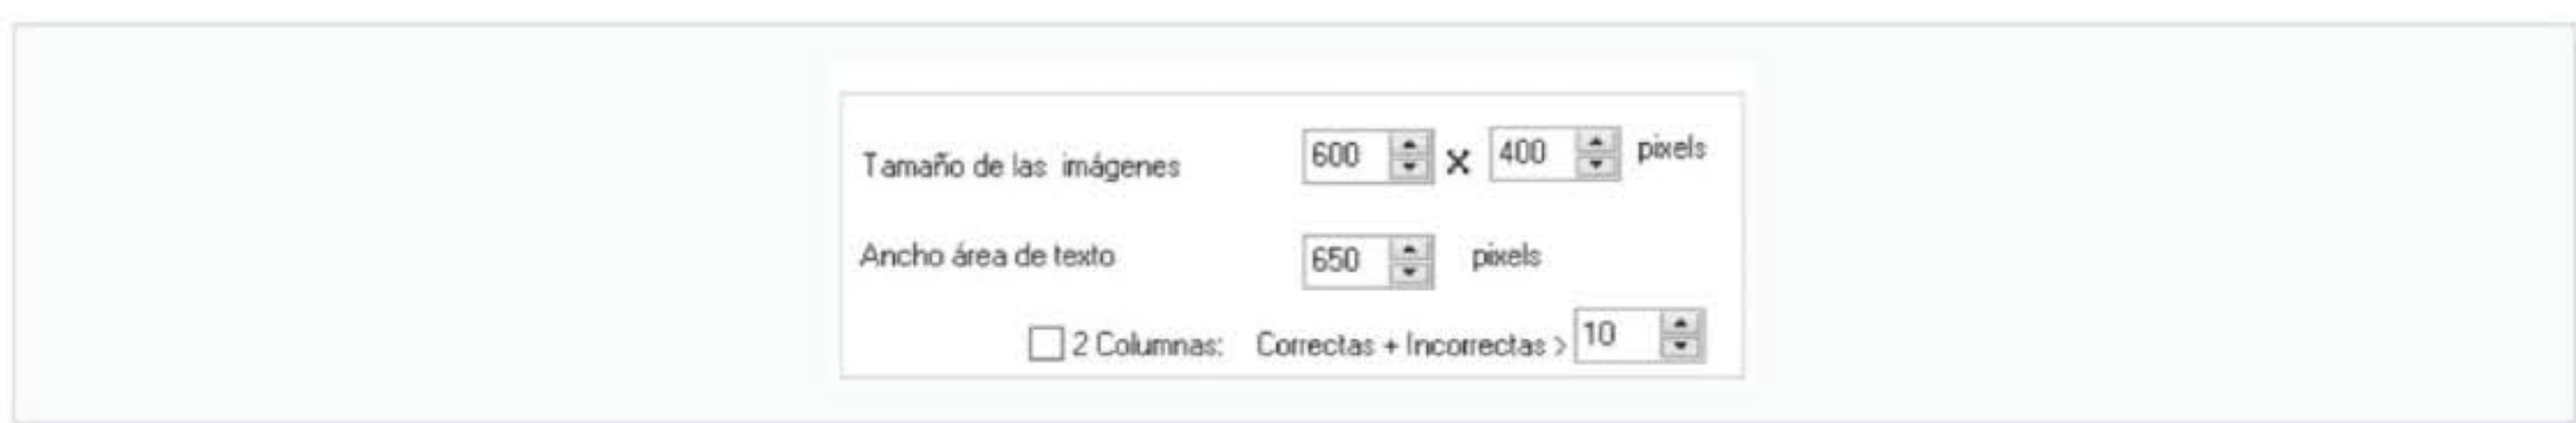 Tamaño de las imágenes 600 x 400 pixels
Ancho área de texto 650 pixels
2 Columnas: Correctas + Incorrectas > 10